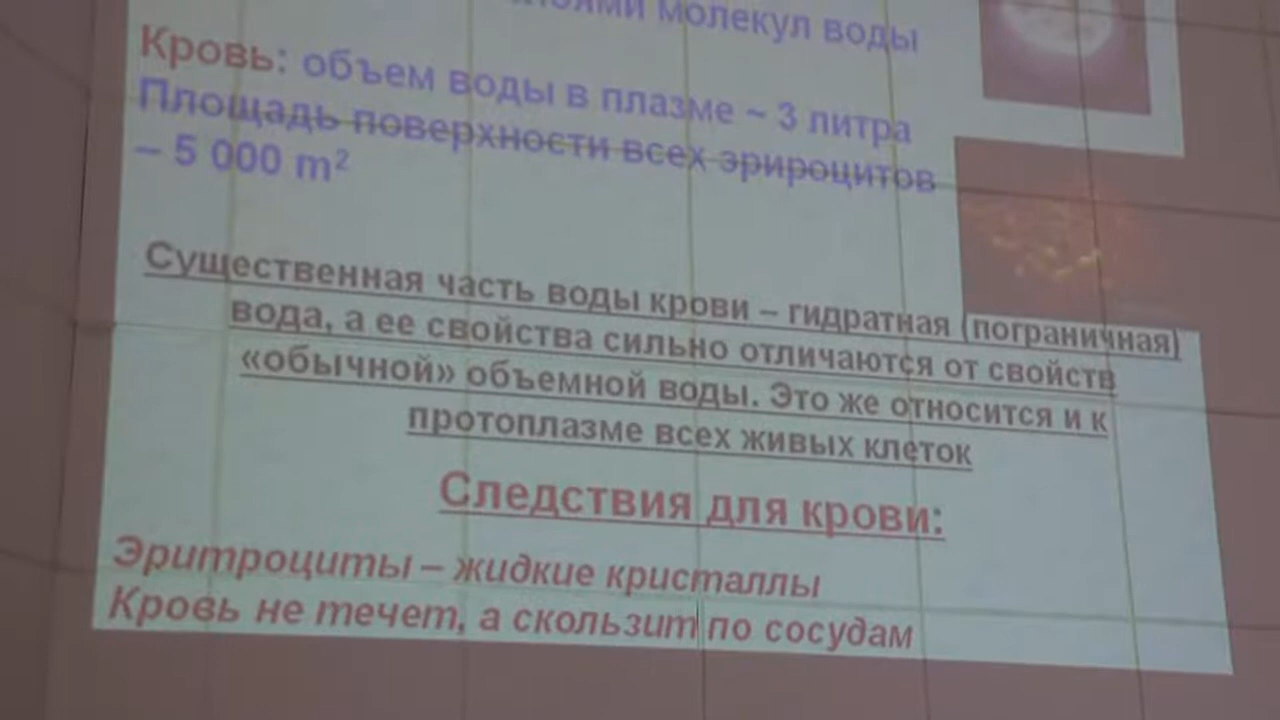 молекул воды
Кровь: объем воды в плазме ~ 3 литра
Площадь поверхности всех эрироцитов
– 5 000 m²
Существенная часть воды крови – гидратная (пограничная)
вода, а ее свойства сильно отличаются от свойств
«обычной» объемной воды. Это же относится и к
протоплазме всех живых клеток
Следствия для крови:
Эритроциты – жидкие кристаллы
Кровь не течет, а скользит по сосудам